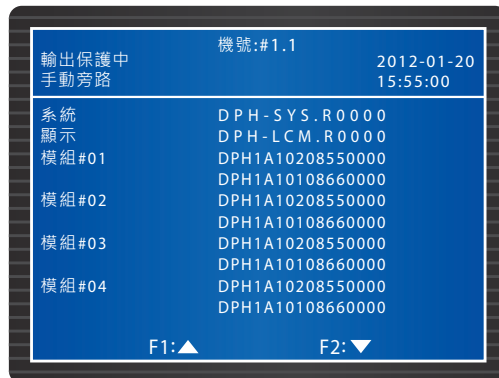 機號:#1.1
輸出保護中 2012-01-20
手動旁路 15:55:00
系統 DPH-SYS.R0000
顯示 DPH-LCM.R0000
模組#01 DPH1A10208550000
DPH1A10108660000
模組#02 DPH1A10208550000
DPH1A10108660000
模組#03 DPH1A10208550000
DPH1A10108660000
模組#04 DPH1A10208550000
DPH1A10108660000
F1:▲ F2:▼